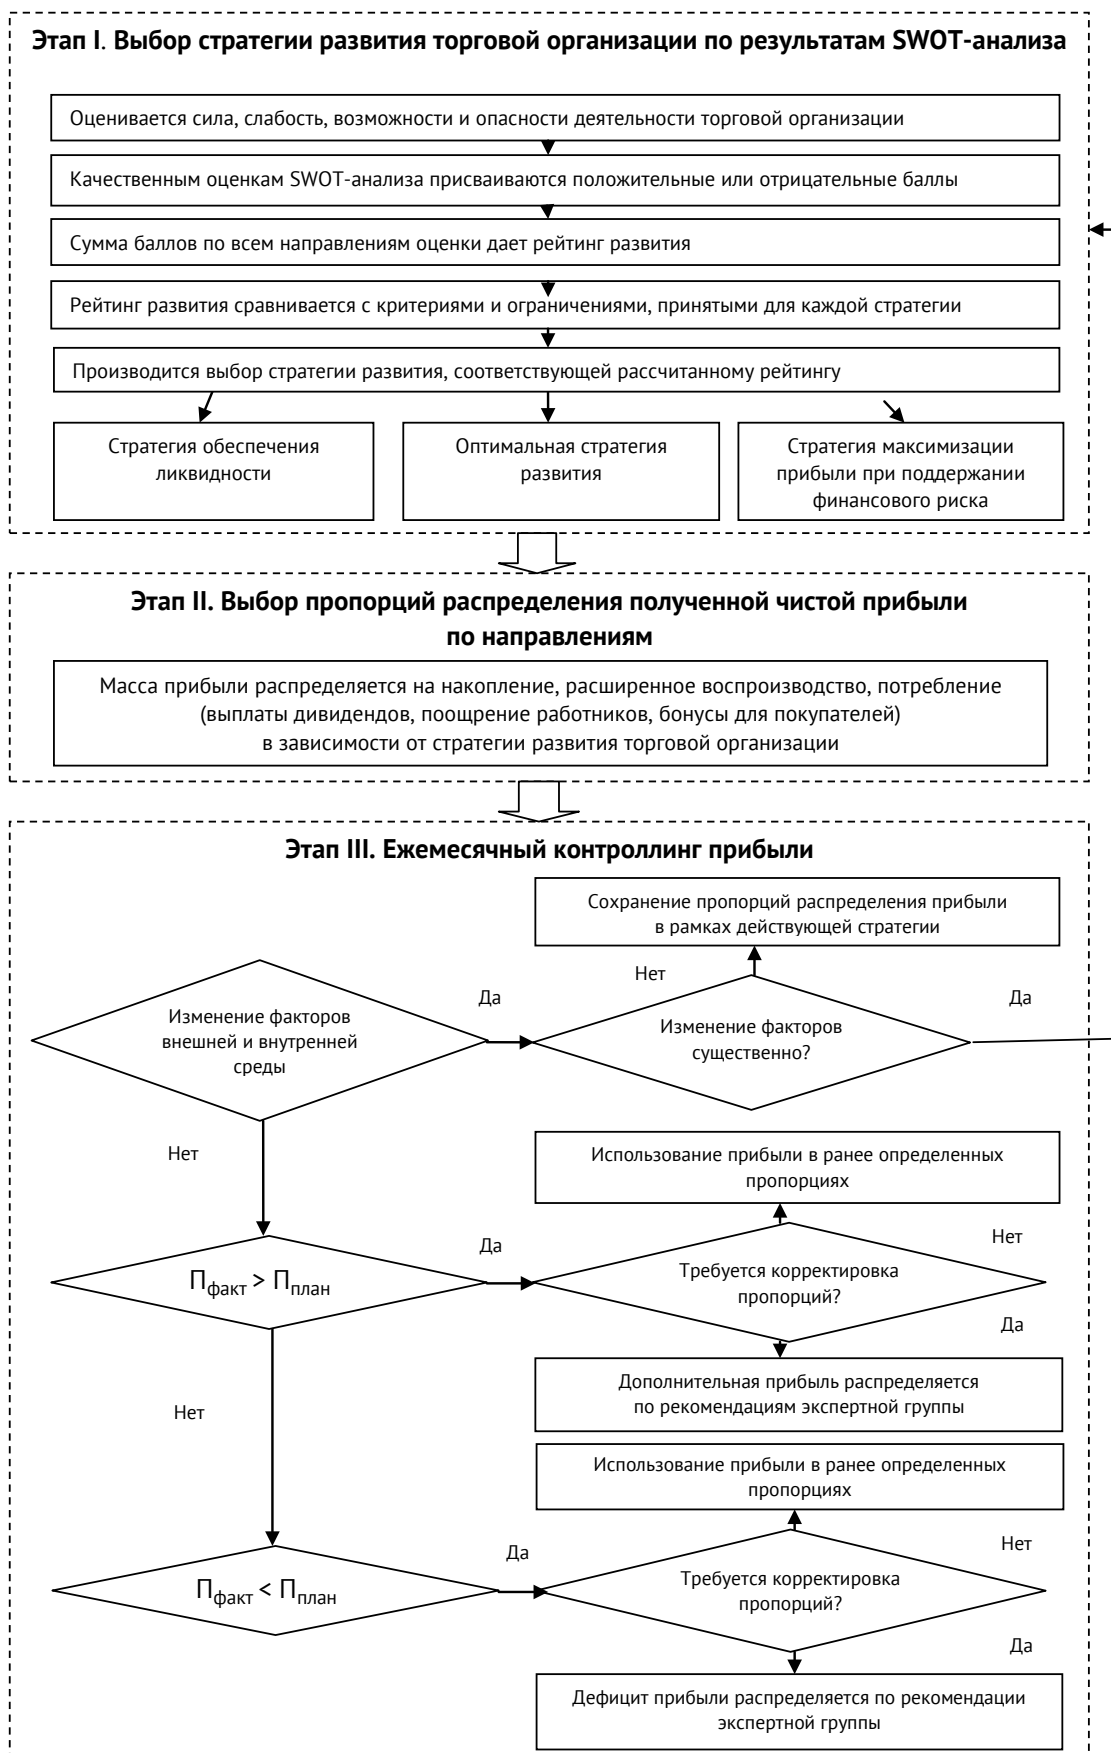 Этап I. Выбор стратегии развития торговой организации по результатам SWOT-анализа
Оценивается сила, слабость, возможности и опасности деятельности торговой организации
Качественным оценкам SWOT-анализа присваиваются положительные или отрицательные баллы
Сумма баллов по всем направлениям оценки дает рейтинг развития
Рейтинг развития сравнивается с критериями и ограничениями, принятыми для каждой стратегии
Производится выбор стратегии развития, соответствующей рассчитанному рейтингу
Стратегия обеспечения
ликвидности
Оптимальная стратегия
развития
Стратегия максимизации
прибыли при поддержании
финансового риска
Этап II. Выбор пропорций распределения полученной чистой прибыли
по направлениям
Масса прибыли распределяется на накопление, расширенное воспроизводство, потребление
(выплаты дивидендов, поощрение работников, бонусы для покупателей)
в зависимости от стратегии развития торговой организации
Этап III. Ежемесячный контроллинг прибыли
Сохранение пропорций распределения прибыли
в рамках действующей стратегии
Нет
Да
Да
Изменение факторов
внешней и внутренней
среды
Изменение факторов
существенно?
Нет
Использование прибыли в ранее определенных
пропорциях
Да
Нет
Пфакт > Пплан
Требуется корректировка
пропорций?
Да
Дополнительная прибыль распределяется
по рекомендациям экспертной группы
Нет
Использование прибыли в ранее определенных
пропорциях
Да
Нет
Пфакт < Пплан
Требуется корректировка
пропорций?
Да
Дефицит прибыли распределяется по рекомендации
экспертной группы